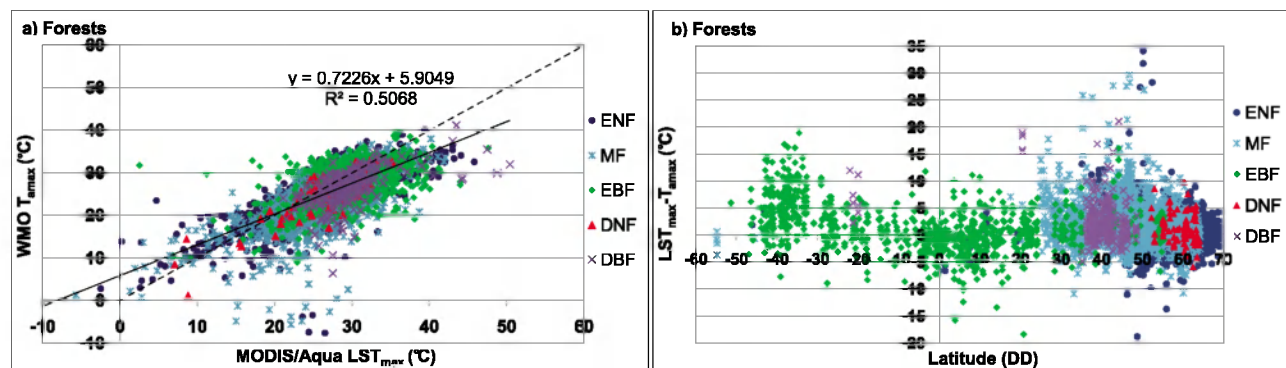 a) Forests
y = 0.7226x + 5.9049
R² = 0.5068
WMO Tamax (°C)
60
50
40
30
20
10
0
-10
-10 0 10 20 30 40 50 60
MODIS/Aqua LSTmax (°C)
ENF
MF
EBF
DNF
DBF
b) Forests
LSTmax-Tamax (°C)
35
30
25
20
15
10
5
-5
-10
-15
-20
-60 -50 -40 -30 -20 -10 0 10 20 30 40 50 60 70
Latitude (DD)
ENF
MF
EBF
DNF
DBF